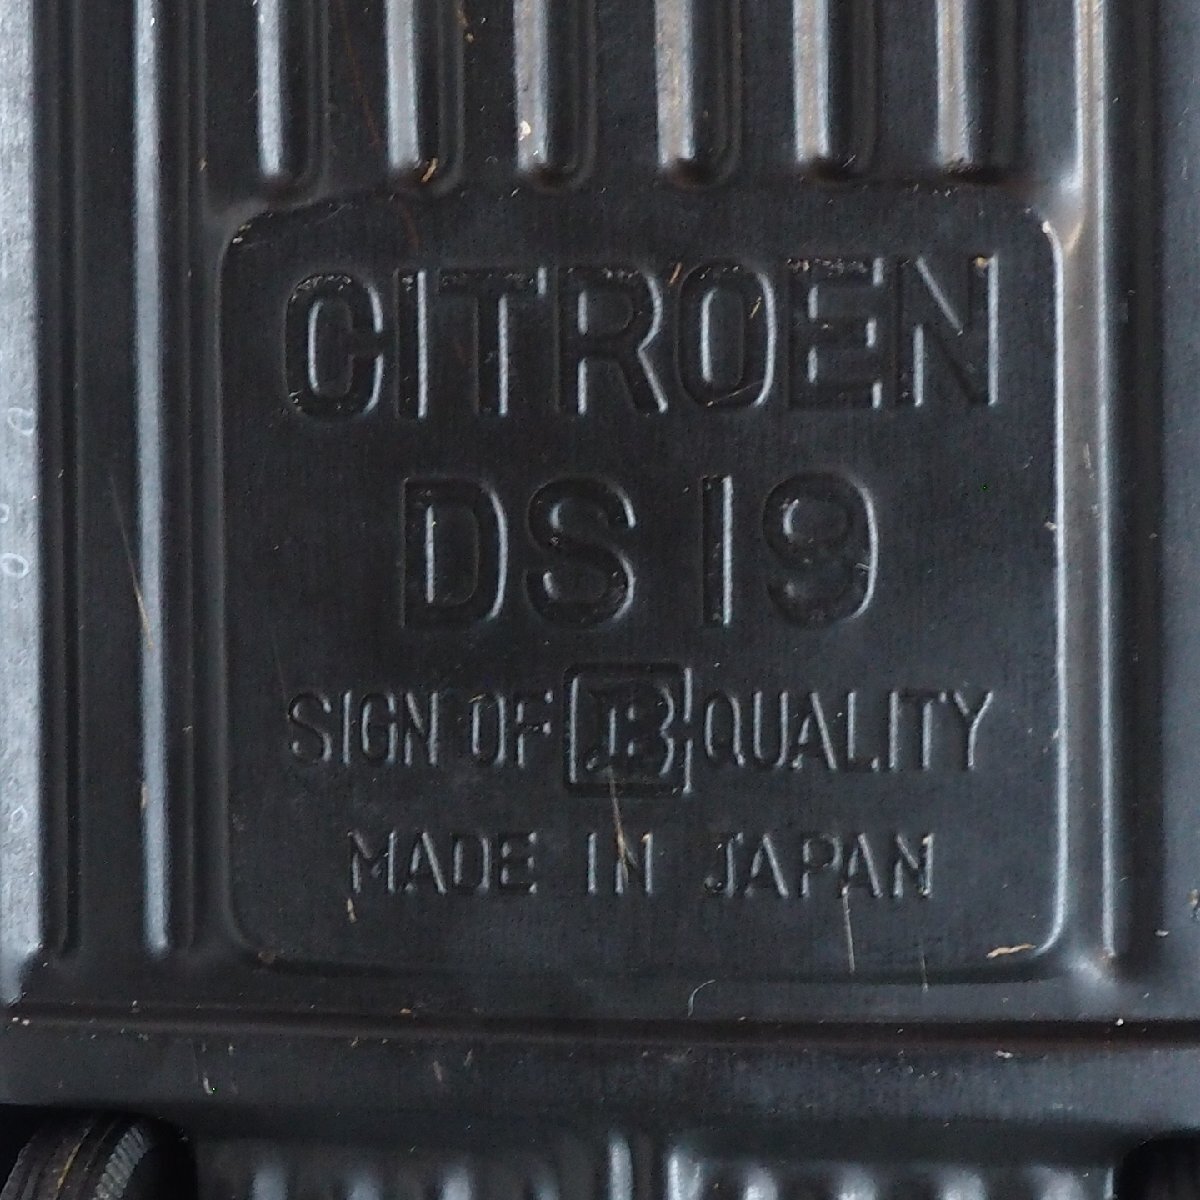 CITROEN
DS 19
SIGN OF B QUALITY
MADE IN JAPAN